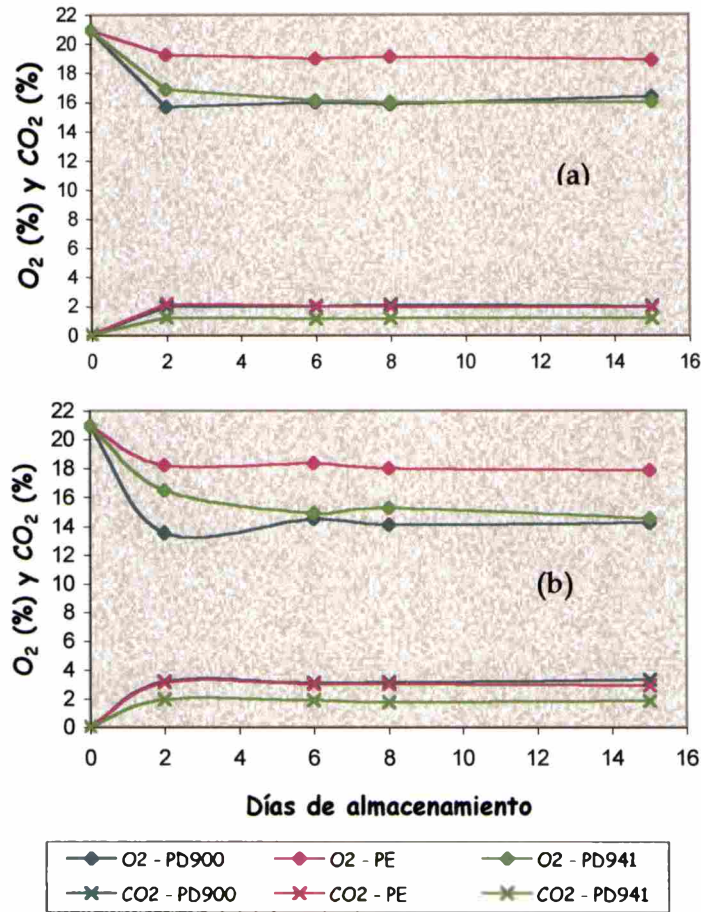 22
20
18
16
14
12
10
8
6
4
2
0
O₂ (%) y CO₂ (%)
(a)
0 2 4 6 8 10 12 14 16
22
20
18
16
14
12
10
8
6
4
2
0
O₂ (%) y CO₂ (%)
(b)
0 2 4 6 8 10 12 14 16
Días de almacenamiento
O2 - PD900 O2 - PE O2 - PD941
CO2 - PD900 CO2 - PE CO2 - PD941